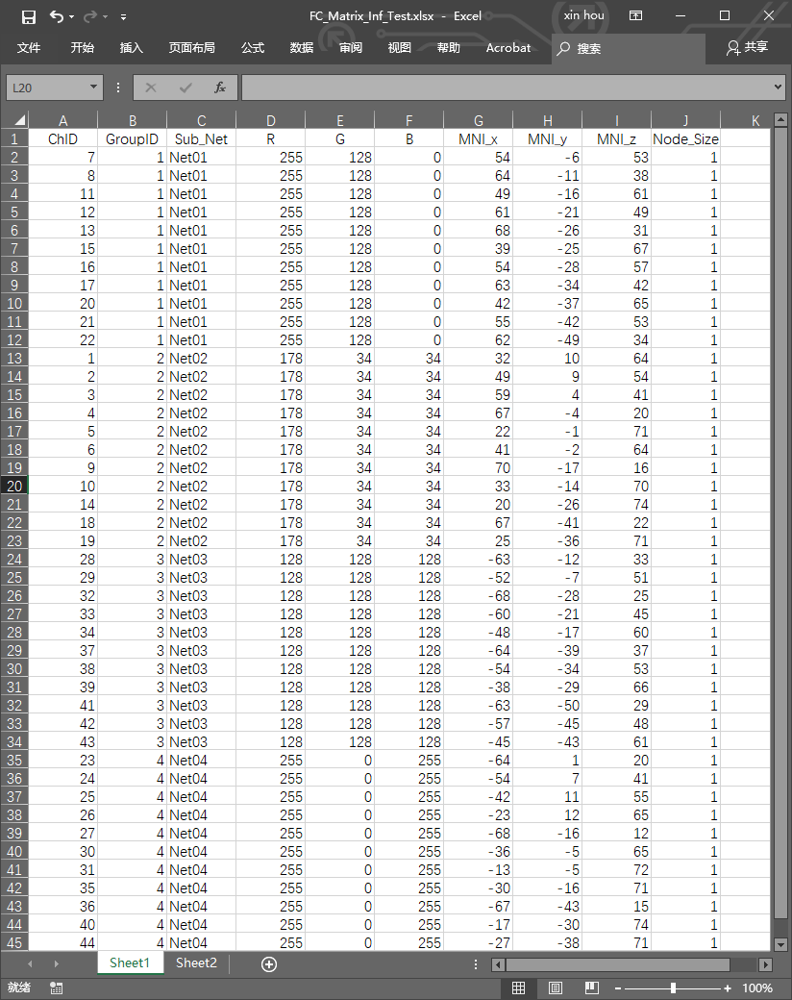 FC_Matrix_Inf_Test.xlsx - Excel xin hou
文件 开始 插入 页面布局 公式 数据 审阅 视图 帮助 Acrobat 搜索 共享
L20 fx
A B C D E F G H I J K
1 ChID GroupID Sub_Net R G B MNI_x MNI_y MNI_z Node_Size
2 7 1 Net01 255 128 0 54 -6 53 1
3 8 1 Net01 255 128 0 64 -11 38 1
4 11 1 Net01 255 128 0 49 -16 61 1
5 12 1 Net01 255 128 0 61 -21 49 1
6 13 1 Net01 255 128 0 68 -26 31 1
7 15 1 Net01 255 128 0 39 -25 67 1
8 16 1 Net01 255 128 0 54 -28 57 1
9 17 1 Net01 255 128 0 63 -34 42 1
10 20 1 Net01 255 128 0 42 -37 65 1
11 21 1 Net01 255 128 0 55 -42 53 1
12 22 1 Net01 255 128 0 62 -49 34 1
13 1 2 Net02 178 34 34 32 10 64 1
14 2 2 Net02 178 34 34 49 9 54 1
15 3 2 Net02 178 34 34 59 4 41 1
16 4 2 Net02 178 34 34 67 -4 20 1
17 5 2 Net02 178 34 34 22 -1 71 1
18 6 2 Net02 178 34 34 41 -2 64 1
19 9 2 Net02 178 34 34 70 -17 16 1
20 10 2 Net02 178 34 34 33 -14 70 1
21 14 2 Net02 178 34 34 20 -26 74 1
22 18 2 Net02 178 34 34 67 -41 22 1
23 19 2 Net02 178 34 34 25 -36 71 1
24 28 3 Net03 128 128 128 -63 -12 33 1
25 29 3 Net03 128 128 128 -52 -7 51 1
26 32 3 Net03 128 128 128 -68 -28 25 1
27 33 3 Net03 128 128 128 -60 -21 45 1
28 34 3 Net03 128 128 128 -48 -17 60 1
29 37 3 Net03 128 128 128 -64 -39 37 1
30 38 3 Net03 128 128 128 -54 -34 53 1
31 39 3 Net03 128 128 128 -38 -29 66 1
32 41 3 Net03 128 128 128 -63 -50 29 1
33 42 3 Net03 128 128 128 -57 -45 48 1
34 43 3 Net03 128 128 128 -45 -43 61 1
35 23 4 Net04 255 0 255 -64 1 20 1
36 24 4 Net04 255 0 255 -54 7 41 1
37 25 4 Net04 255 0 255 -42 11 55 1
38 26 4 Net04 255 0 255 -23 12 65 1
39 27 4 Net04 255 0 255 -68 -16 12 1
40 30 4 Net04 255 0 255 -36 -5 65 1
41 31 4 Net04 255 0 255 -13 -5 72 1
42 35 4 Net04 255 0 255 -30 -16 71 1
43 36 4 Net04 255 0 255 -67 -43 15 1
44 40 4 Net04 255 0 255 -17 -30 74 1
45 44 4 Net04 255 0 255 -27 -38 71 1
Sheet1 Sheet2
就绪 100%